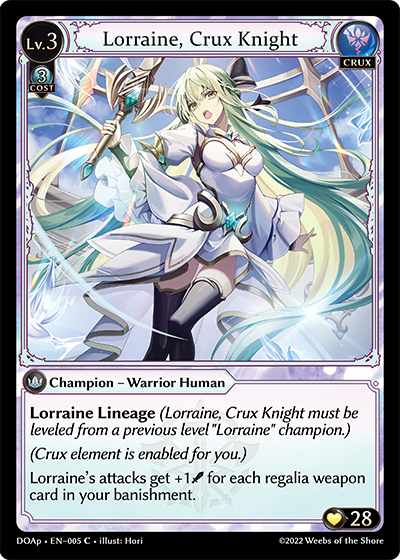 Lv.3
Lorraine, Crux Knight
CRUX
3
COST
Champion – Warrior Human
Lorraine Lineage (Lorraine, Crux Knight must be
leveled from a previous level "Lorraine" champion.)
(Crux element is enabled for you.)
Lorraine's attacks get +1 for each regalia weapon
card in your banishment.
28
DOAp • EN–005 C • illust: Hori
©2022 Weebs of the Shore